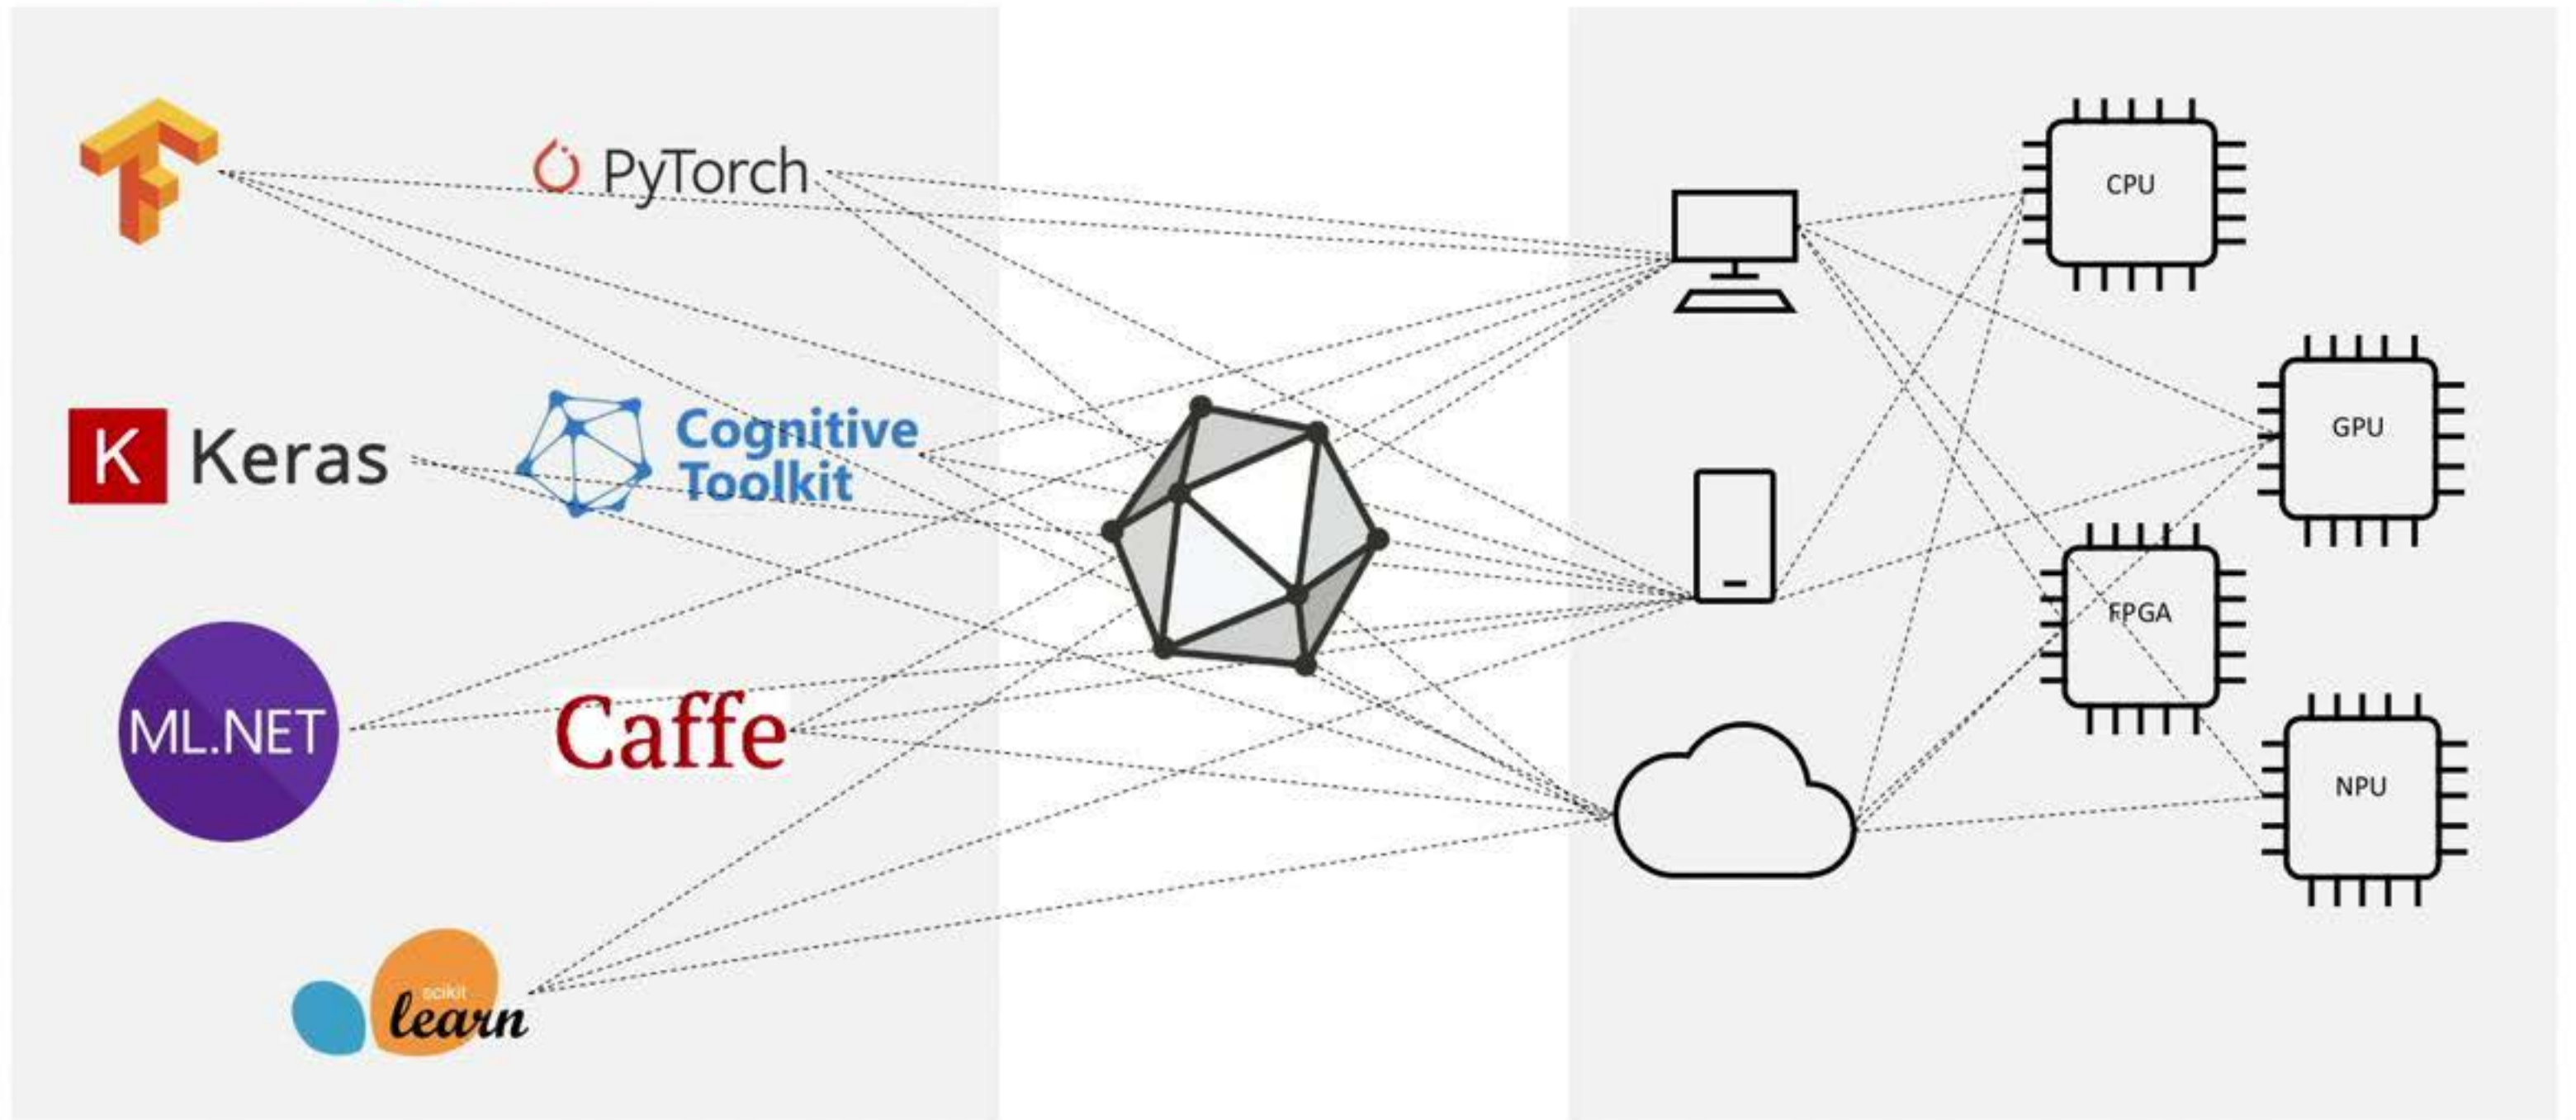 PyTorch
CPU
K Keras
Cognitive
Toolkit
GPU
FPGA
ML.NET
Caffe
NPU
scikit
learn